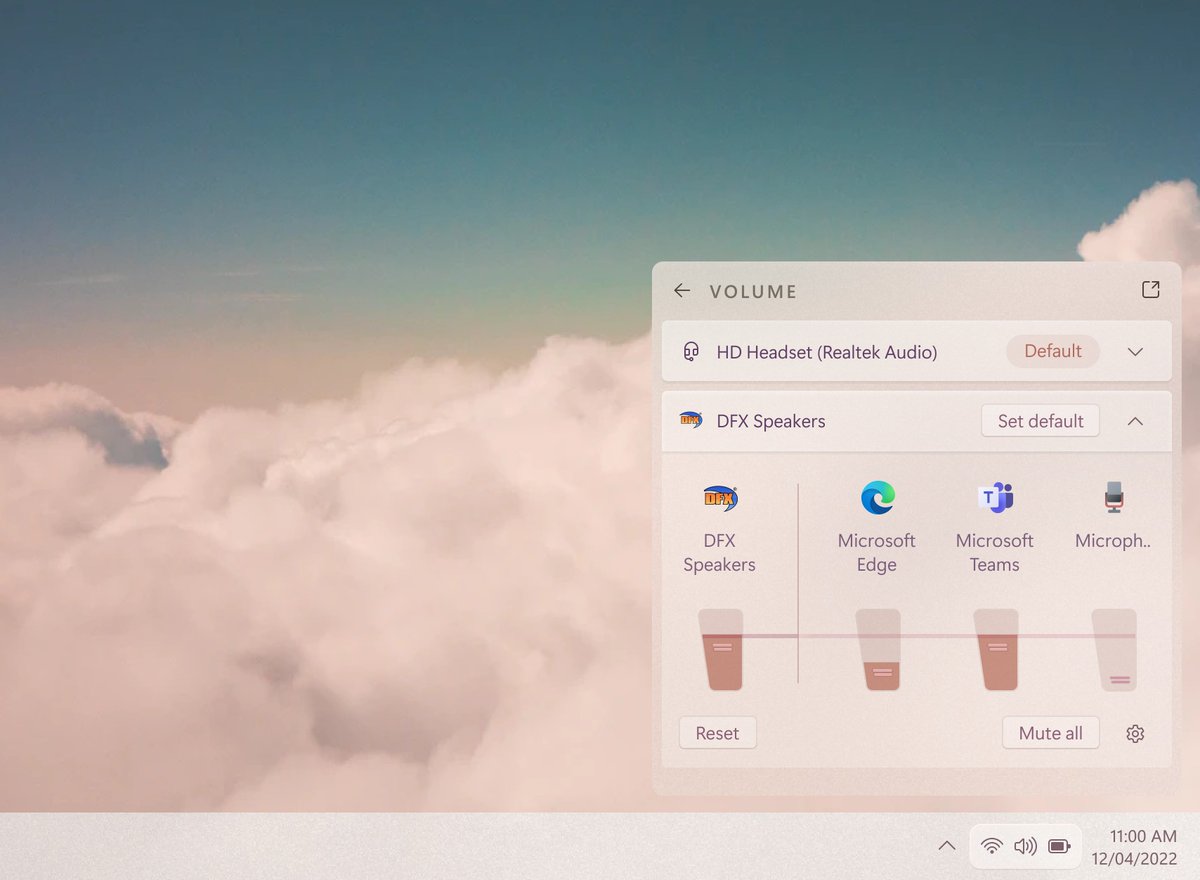 VOLUME
HD Headset (Realtek Audio)
Default
DFX
DFX Speakers
Set default
DFX
T
DFX
Speakers
Microsoft
Edge
Microsoft
Teams
Microph..
Reset
Mute all
11:00 AM
12/04/2022